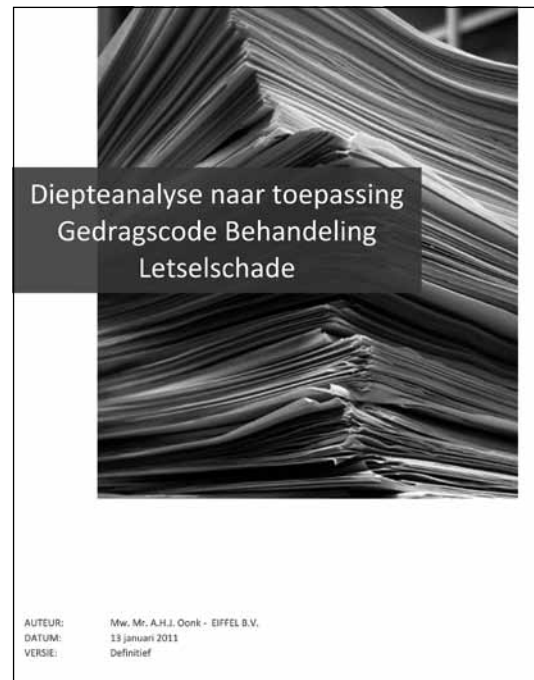 Diepteanalyse naar toepassing
Gedragscode Behandeling
Letselschade
AUTEUR: Mw. Mr. A.H.J. Oonk - EIFFEL B.V.
DATUM: 13 januari 2011
VERSIE: Definitief